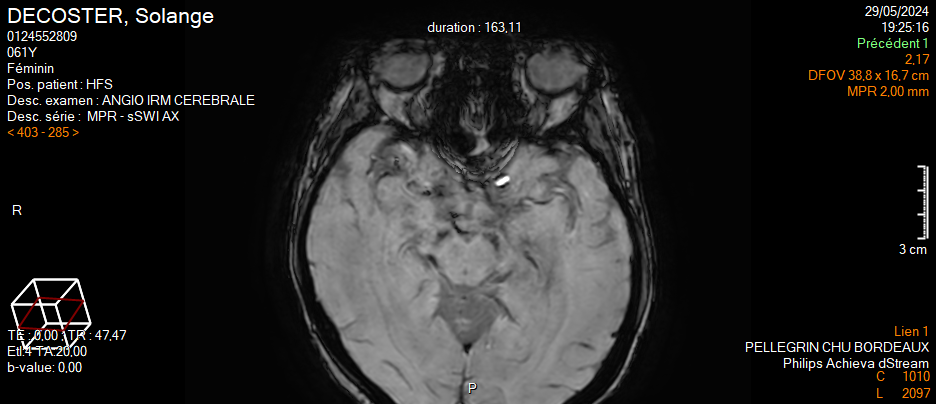 DECOSTER, Solange
0124552809
061Y
Féminin
Pos. patient : HFS
Desc. examen : ANGIO IRM CEREBRALE
Desc. série : MPR - sSWI AX
< 403 - 285 >
duration : 163,11
29/05/2024
19:25:16
Précédent 1
2,17
DFOV 38,8 x 16,7 cm
MPR 2,00 mm
R
3 cm
TE : 0,00 TR : 47,47
Etl:4 TA:20,00
b-value: 0,00
P
Lien 1
PELLEGRIN CHU BORDEAUX
Philips Achieva dStream
C 1010
L 2097